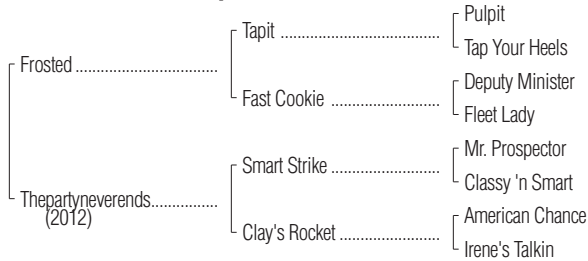 Pulpit
Tapit ........................................
Tap Your Heels
Frosted ....................................
Deputy Minister
Fast Cookie ...........................
Fleet Lady
Mr. Prospector
Smart Strike ...........................
Classy 'n Smart
Thepartyneverends.................
(2012)
American Chance
Clay's Rocket .........................
Irene's Talkin